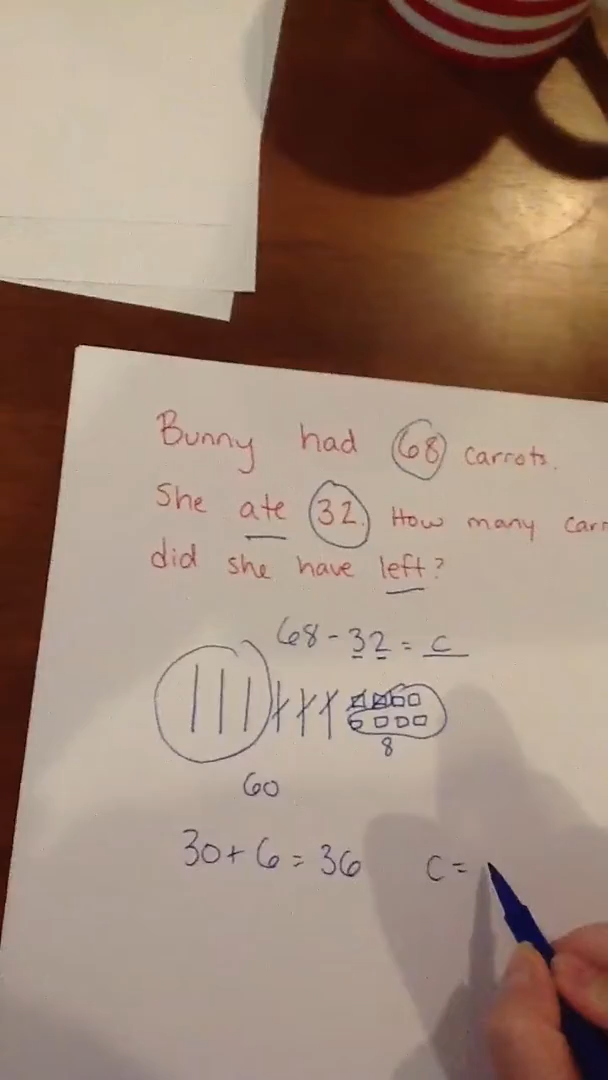 Bunny had 68 carrots.
She ate 32. How many
did she have left?
68 - 32 = c
8
60
30 + 6 = 36 C =